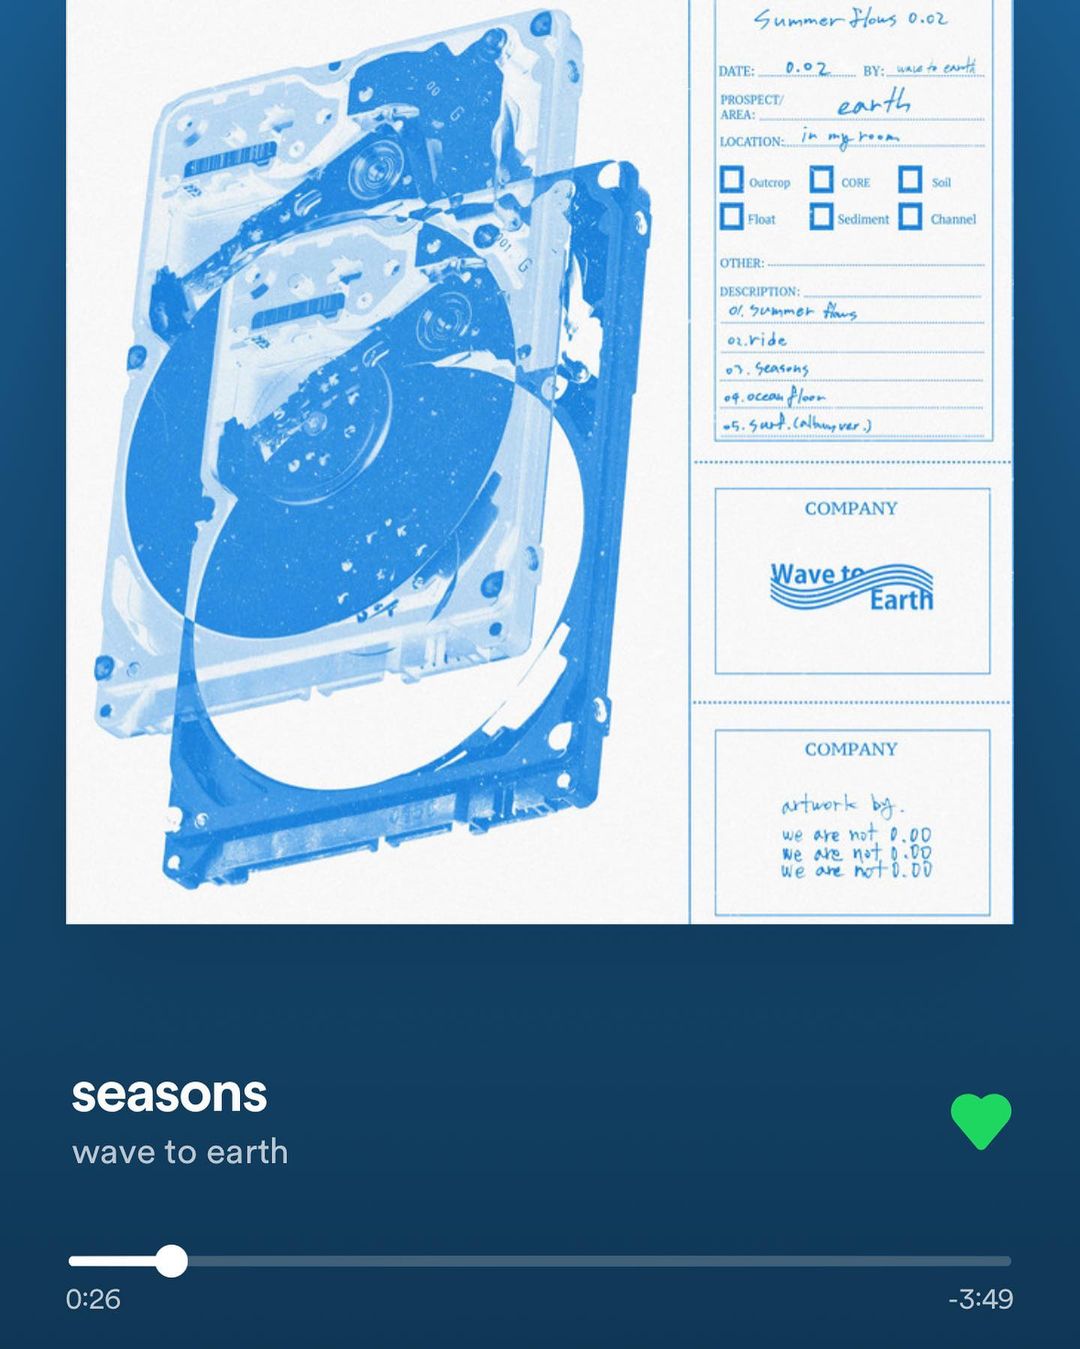 Summer flows 0.02
DATE: 0.02 BY: wave to earth
PROSPECT/
AREA: earth
LOCATION: in my room
Outcrop CORE Soil
Float Sediment Channel
OTHER:
DESCRIPTION:
01. Summer flows
02. ride
03. Seasons
04. ocean floor
05. Surf. (album ver.)
COMPANY
Wave to
Earth
COMPANY
artwork by.
we are not 0.00
we are not 0.00
we are not 0.00
00 G
01 G
seasons
wave to earth
0:26 -3:49